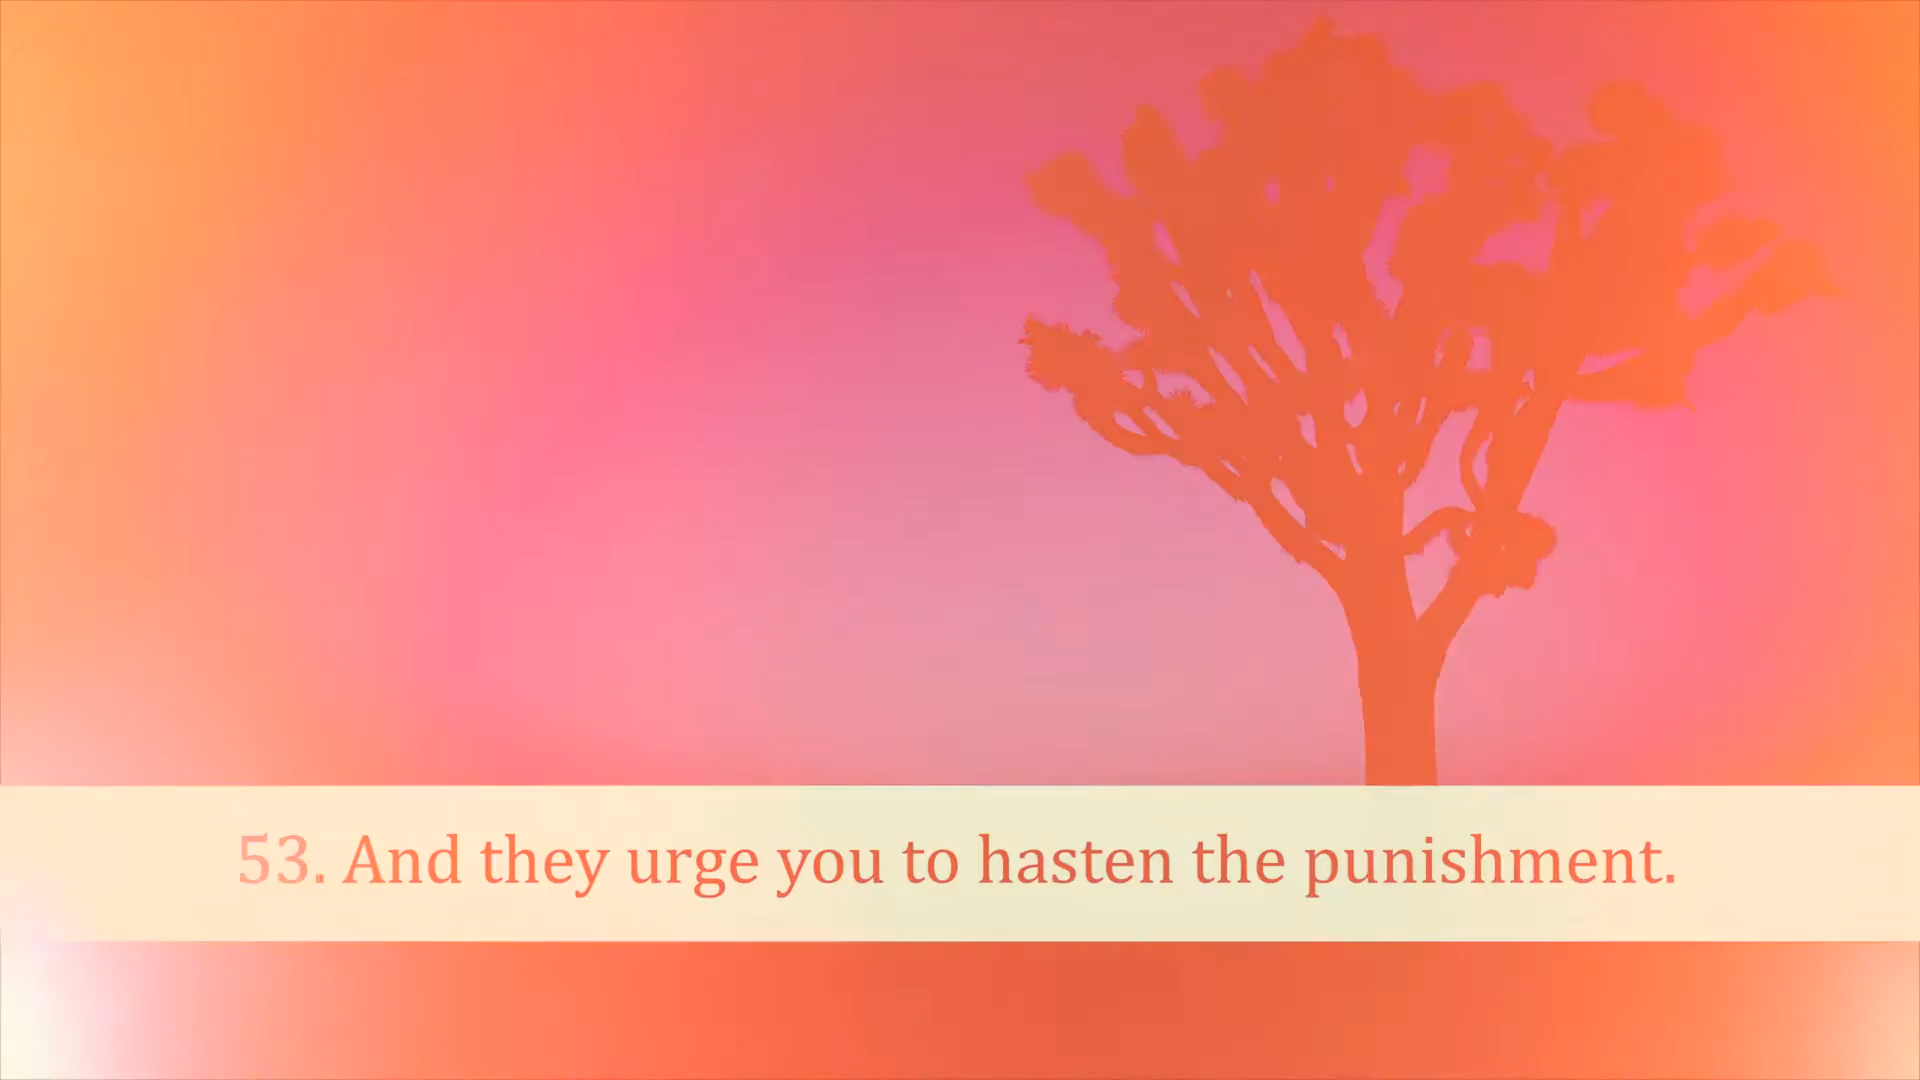 53. And they urge you to hasten the punishment.